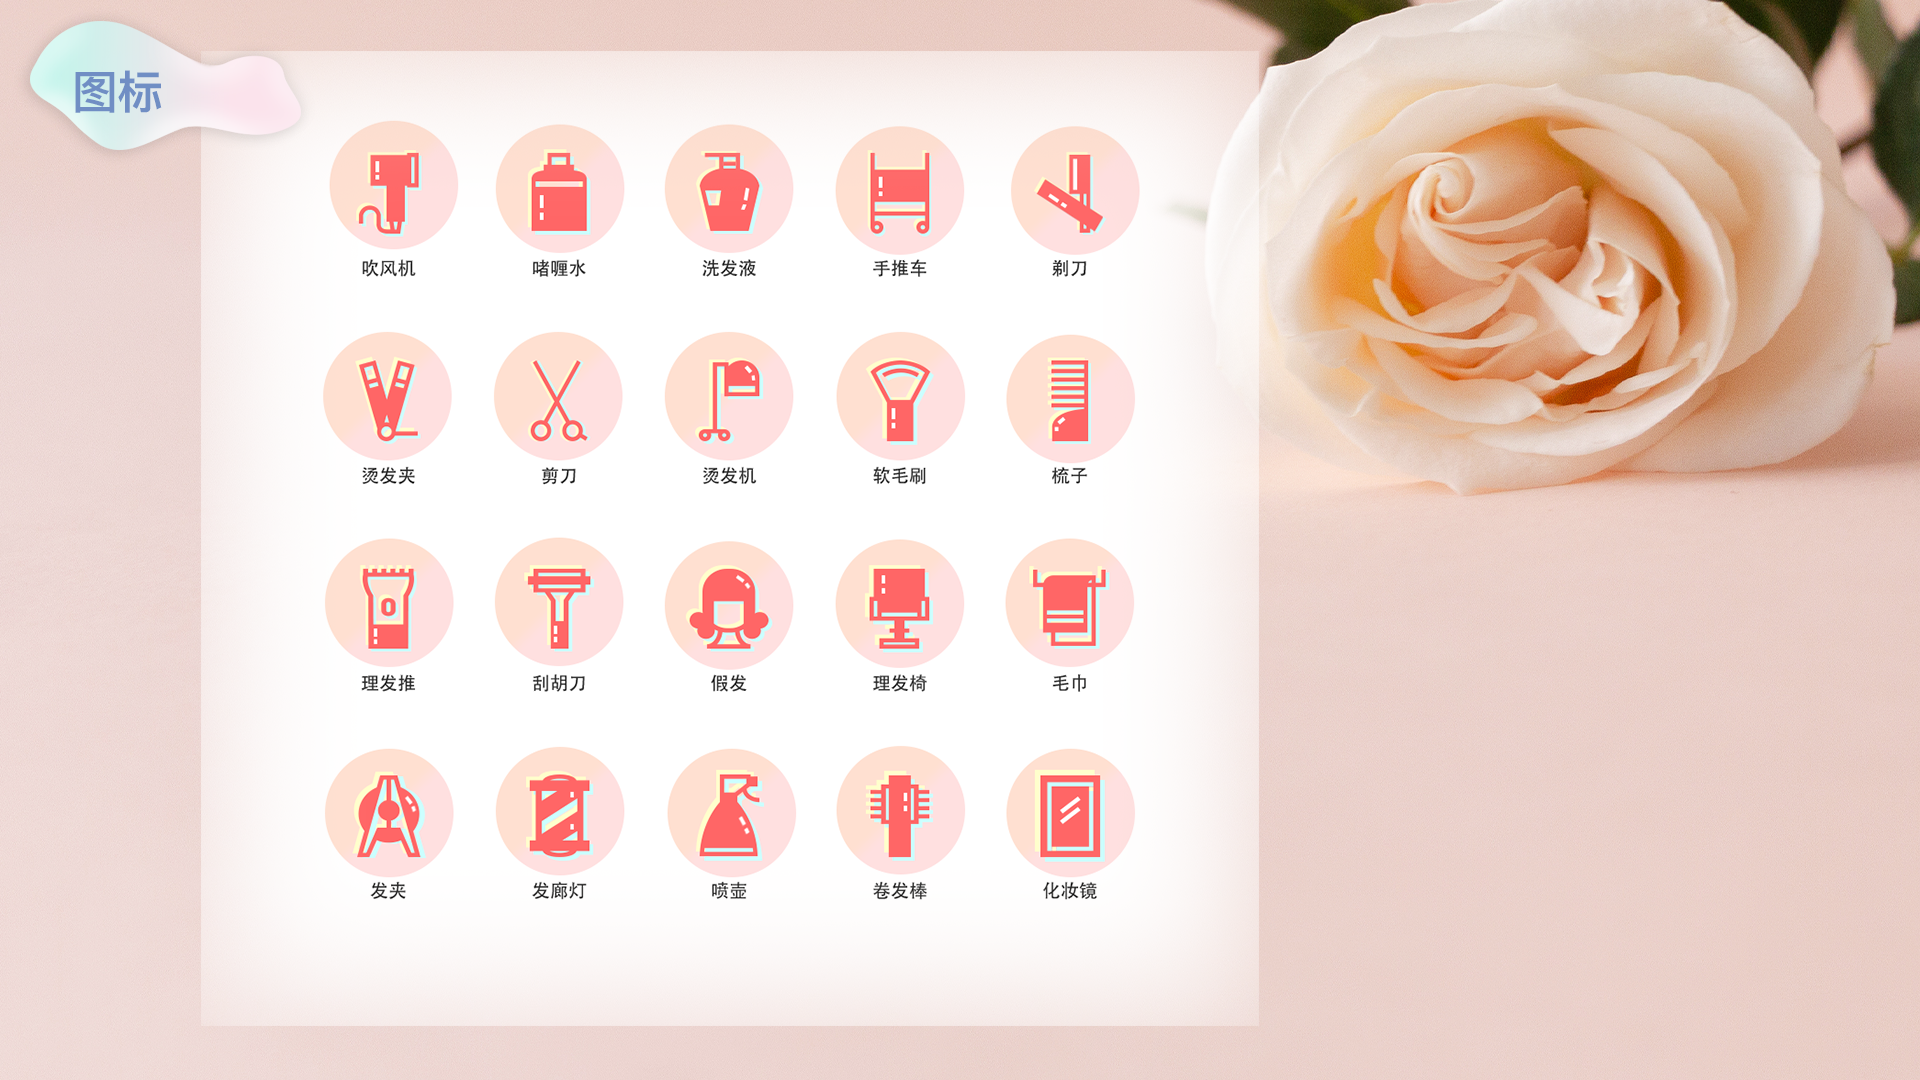 图标
吹风机
啫喱水
洗发液
手推车
剃刀
烫发夹
剪刀
烫发机
软毛刷
梳子
理发推
刮胡刀
假发
理发椅
毛巾
发夹
发廊灯
喷壶
卷发棒
化妆镜